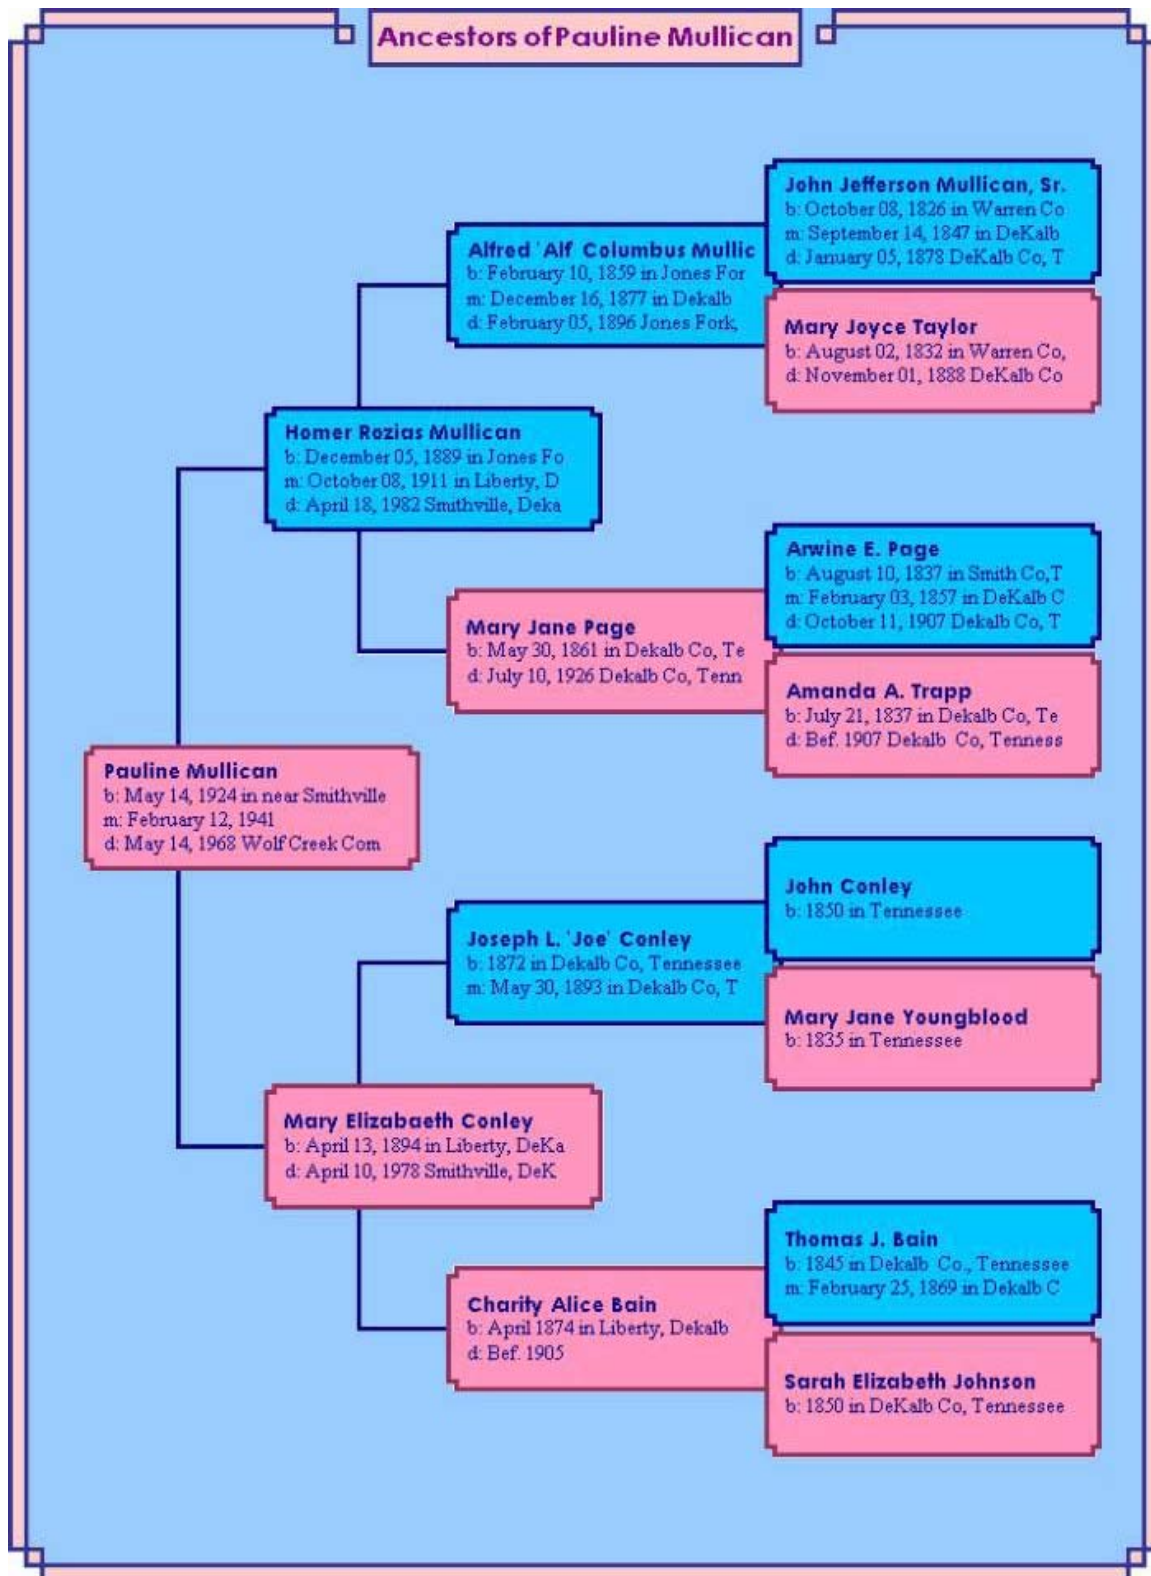 Ancestors of Pauline Mullican
John Jefferson Mullican, Sr.
b: October 08, 1826 in Warren Co
m: September 14, 1847 in DeKalb
d: January 05, 1878 DeKalb Co, T
Alfred 'Alf' Columbus Mullic
b: February 10, 1859 in Jones For
m: December 16, 1877 in Dekalb
d: February 05, 1896 Jones Fork,
Mary Joyce Taylor
b: August 02, 1832 in Warren Co,
d: November 01, 1888 DeKalb Co
Homer Rozias Mullican
b: December 05, 1889 in Jones Fo
m: October 08, 1911 in Liberty, D
d: April 18, 1982 Smithville, Deka
Arwine E. Page
b: August 10, 1837 in Smith Co,T
m: February 03, 1857 in DeKalb C
d: October 11, 1907 Dekalb Co, T
Mary Jane Page
b: May 30, 1861 in Dekalb Co, Te
d: July 10, 1926 Dekalb Co, Tenn
Amanda A. Trapp
b: July 21, 1837 in Dekalb Co, Te
d: Bef. 1907 Dekalb Co, Tenness
Pauline Mullican
b: May 14, 1924 in near Smithville
m: February 12, 1941
d: May 14, 1968 Wolf Creek Com
John Conley
b: 1850 in Tennessee
Joseph L. 'Joe' Conley
b: 1872 in Dekalb Co, Tennessee
m: May 30, 1893 in Dekalb Co, T
Mary Jane Youngblood
b: 1835 in Tennessee
Mary Elizabaeth Conley
b: April 13, 1894 in Liberty, DeKa
d: April 10, 1978 Smithville, DeK
Thomas J. Bain
b: 1845 in Dekalb Co., Tennessee
m: February 25, 1869 in Dekalb C
Charity Alice Bain
b: April 1874 in Liberty, Dekalb
d: Bef. 1905
Sarah Elizabeth Johnson
b: 1850 in DeKalb Co, Tennessee